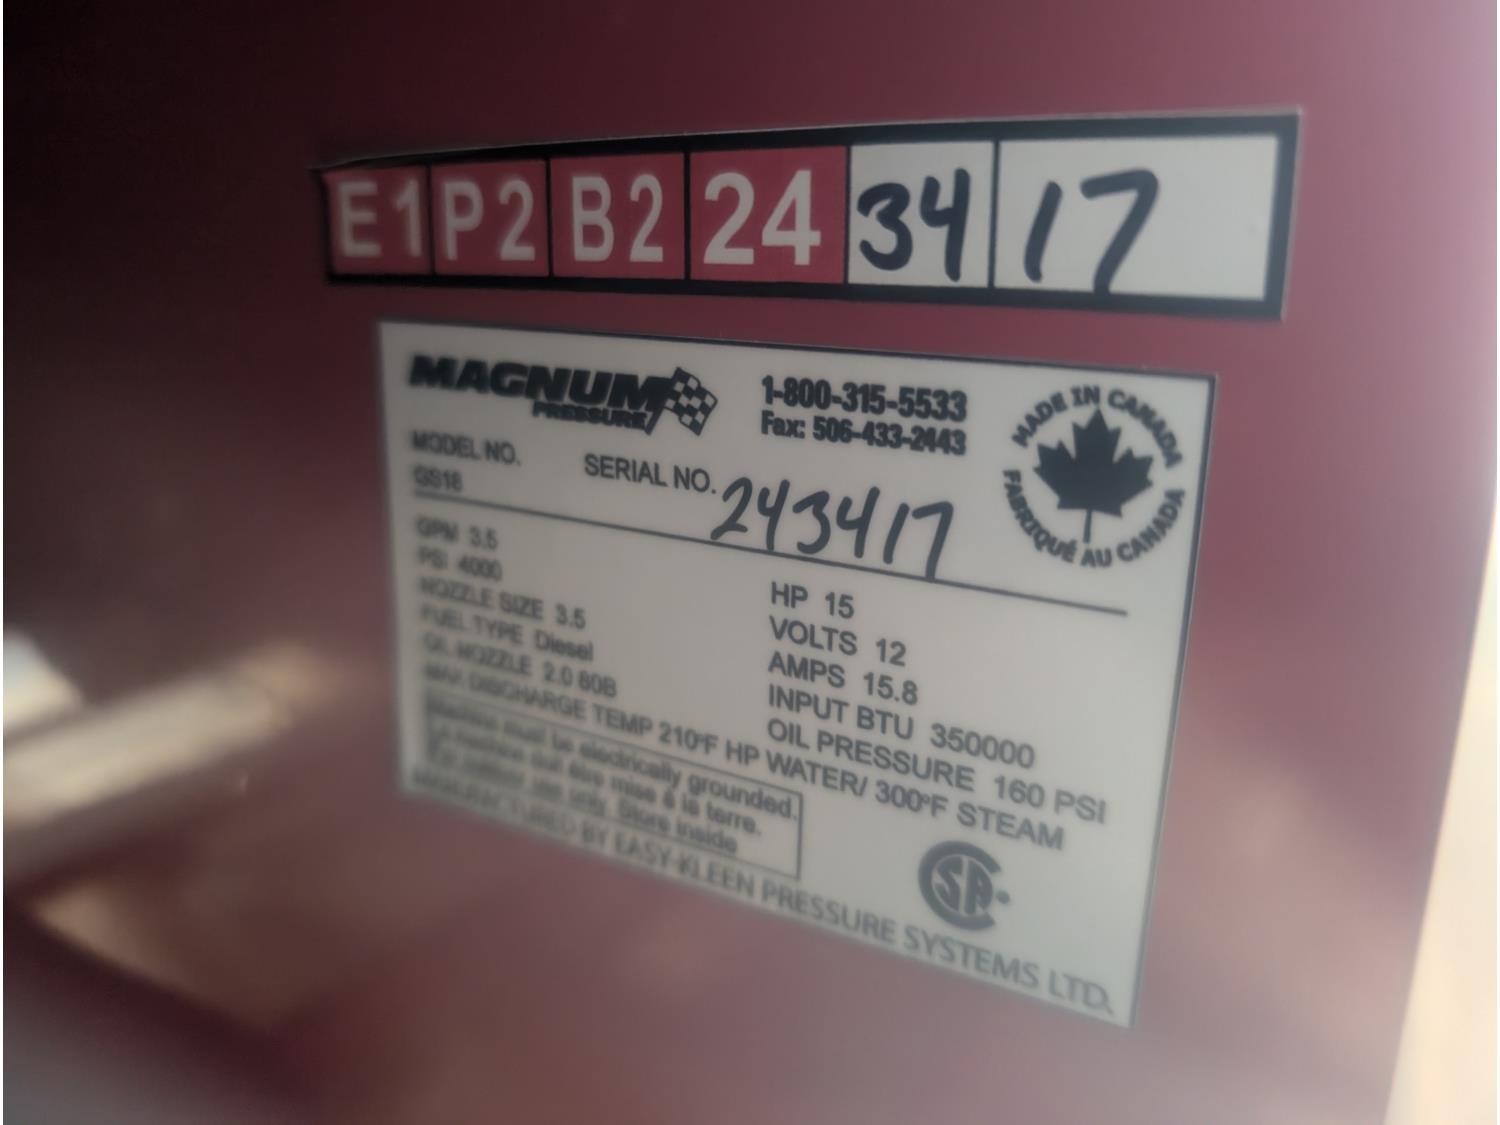 E1 P2 B2 24 34 17
MAGNUM
PRESSURE
1-800-315-5533
Fax: 506-433-2443
MADE IN CANADA
FABRIQUÉ AU CANADA
MODEL NO.
GS18
SERIAL NO. 243417
GPM 3.5
PSI 4000
NOZZLE SIZE 3.5
FUEL TYPE Diesel
OIL NOZZLE 2.0 80B
HP 15
VOLTS 12
AMPS 15.8
INPUT BTU 350000
OIL PRESSURE 160 PSI
MAX DISCHARGE TEMP 210°F HP WATER/ 300°F STEAM
Machine must be electrically grounded.
La machine doit être mise à la terre.
For outdoor use only. Store inside
MANUFACTURED BY EASY-KLEEN PRESSURE SYSTEMS LTD.